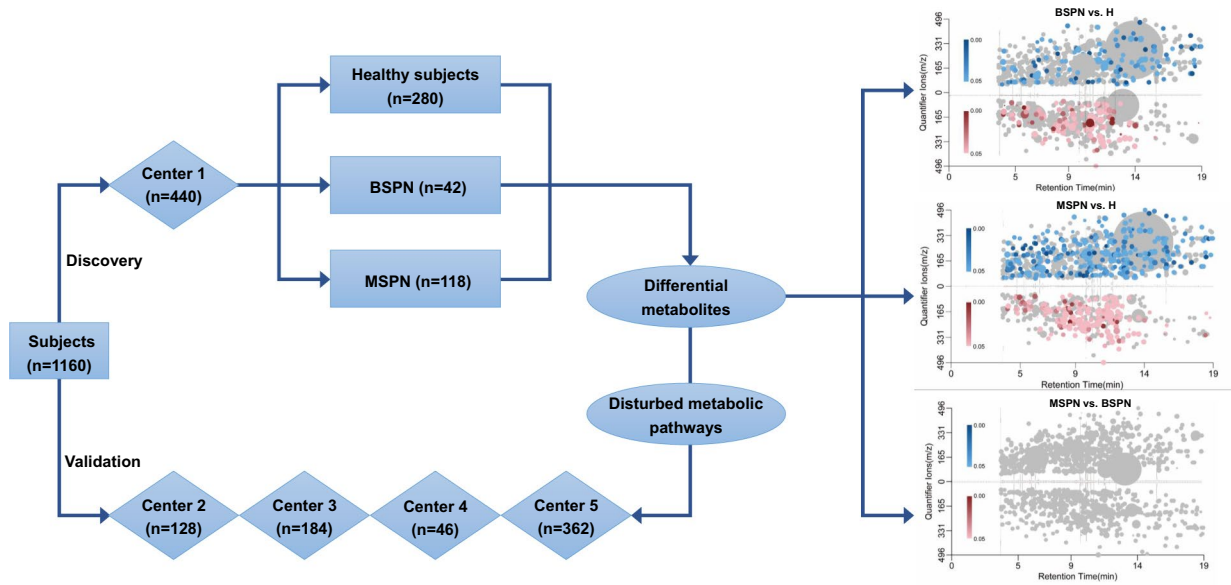 Subjects
(n=1160)
Discovery
Validation
Center 1
(n=440)
Healthy subjects
(n=280)
BSPN (n=42)
MSPN (n=118)
Differential
metabolites
Disturbed metabolic
pathways
Center 2
(n=128)
Center 3
(n=184)
Center 4
(n=46)
Center 5
(n=362)
BSPN vs. H
Quantifier Ions(m/z)
496
331
165
0
165
331
496
0.00
0.05
0.00
0.05
0 5 9 14 19
Retention Time(min)
MSPN vs. H
Quantifier Ions(m/z)
496
331
165
0
165
331
496
0.00
0.05
0.00
0.05
0 5 9 14 19
Retention Time(min)
MSPN vs. BSPN
Quantifier Ions(m/z)
496
331
165
0
165
331
496
0.00
0.05
0.00
0.05
0 5 9 14 19
Retention Time(min)